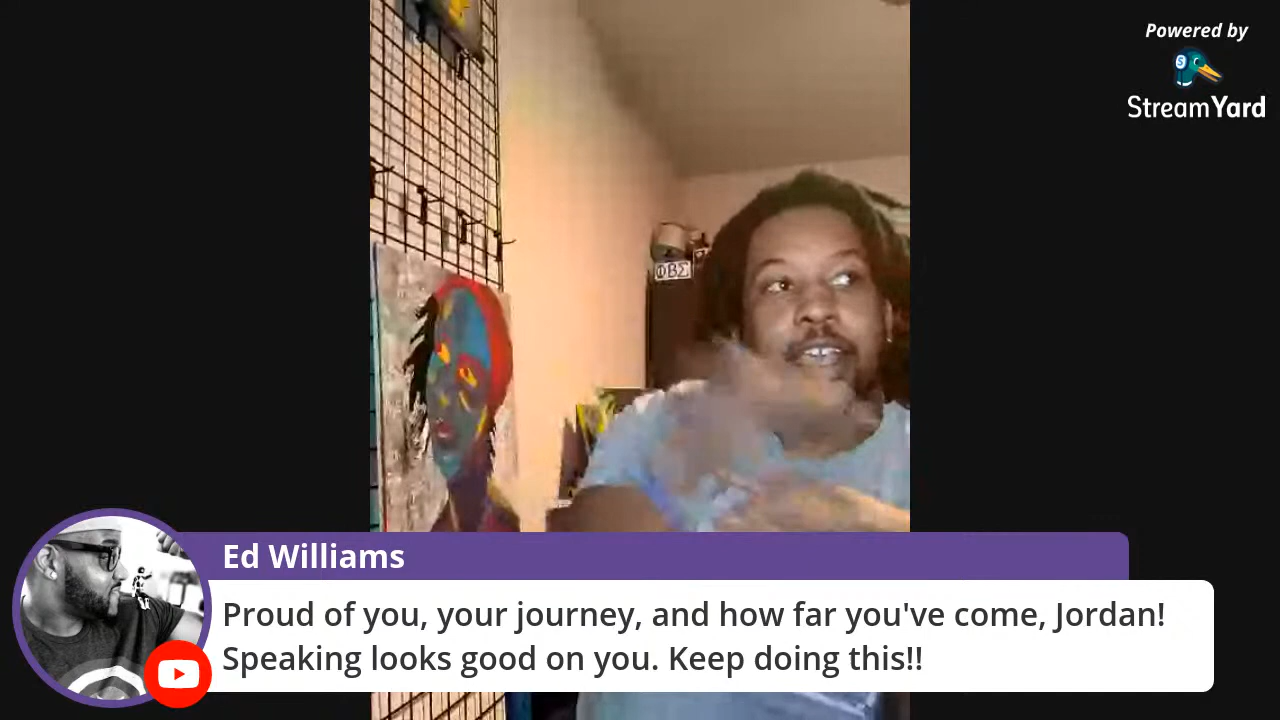 Powered by
StreamYard
ΦΒΣ
Ed Williams
Proud of you, your journey, and how far you've come, Jordan!
Speaking looks good on you. Keep doing this!!